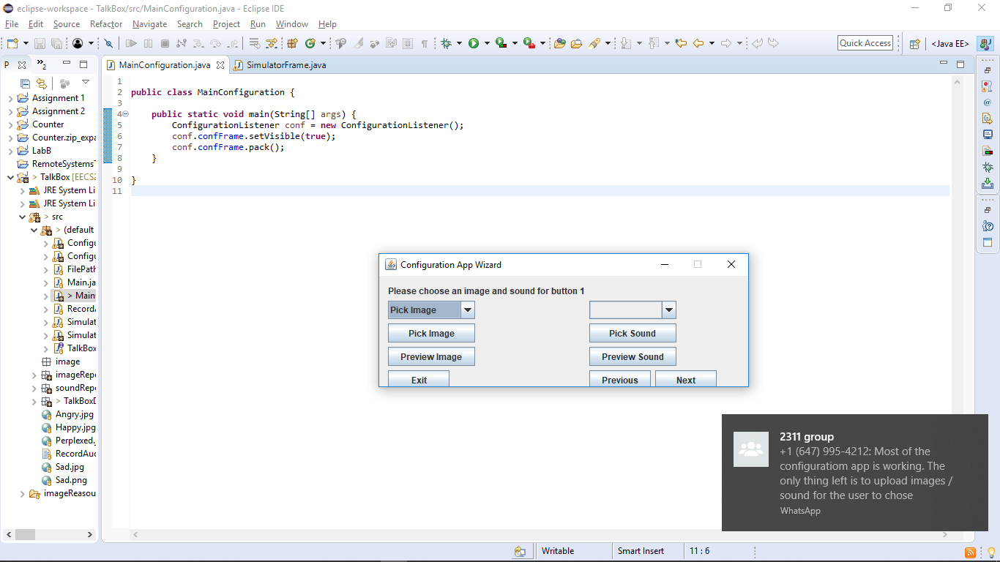 eclipse-workspace - TalkBox/src/MainConfiguration.java - Eclipse IDE
File Edit Source Refactor Navigate Search Project Run Window Help
Quick Access
<Java EE>
P
2
Assignment 1
Assignment 2
Counter
Counter.zip_expa
LabB
RemoteSystemsT
> TalkBox [EECS2
JRE System Li
JRE System Li
> src
> (default
Configu
Configu
FilePath
Main.ja
> Main
RecordA
Simulat
Simulat
TalkBox
image
imageRepo
soundRepo
> TalkBoxD
Angry.jpg
Happy.jpg
Perplexed.
RecordAud
Sad.jpg
Sad.png
imageResou
MainConfiguration.java
SimulatorFrame.java
1
2 public class MainConfiguration {
3
4 public static void main(String[] args) {
5 ConfigurationListener conf = new ConfigurationListener();
6 conf.confFrame.setVisible(true);
7 conf.confFrame.pack();
8 }
9
10 }
11
Configuration App Wizard
Please choose an image and sound for button 1
Pick Image
Pick Image Pick Sound
Preview Image Preview Sound
Exit Previous Next
2311 group
+1 (647) 995-4212: Most of the
configuratiom app is working. The
only thing left is to upload images /
sound for the user to chose
WhatsApp
Writable Smart Insert 11 : 6